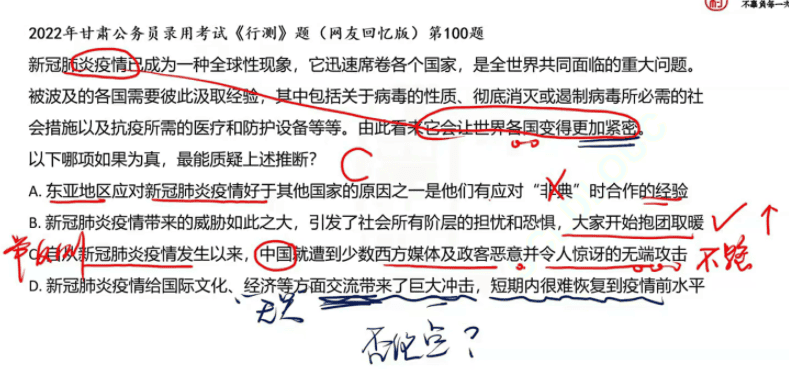 不辜负每一
2022年甘肃公务员录用考试《行测》题（网友回忆版）第100题
新冠肺炎疫情已成为一种全球性现象，它迅速席卷各个国家，是全世界共同面临的重大问题。
被波及的各国需要彼此汲取经验，其中包括关于病毒的性质、彻底消灭或遏制病毒所必需的社
会措施以及抗疫所需的医疗和防护设备等等。由此看来它会让世界各国变得更加紧密。
以下哪项如果为真，最能质疑上述推断？
C
A. 东亚地区应对新冠肺炎疫情好于其他国家的原因之一是他们有应对“非典”时合作的经验
B. 新冠肺炎疫情带来的威胁如此之大，引发了社会所有阶层的担忧和恐惧，大家开始抱团取暖
C. 自从新冠肺炎疫情发生以来，中国就遭到少数西方媒体及政客恶意并令人惊讶的无端攻击
不强
D. 新冠肺炎疫情给国际文化、经济等方面交流带来了巨大冲击，短期内很难恢复到疫情前水平
无关
否论点？